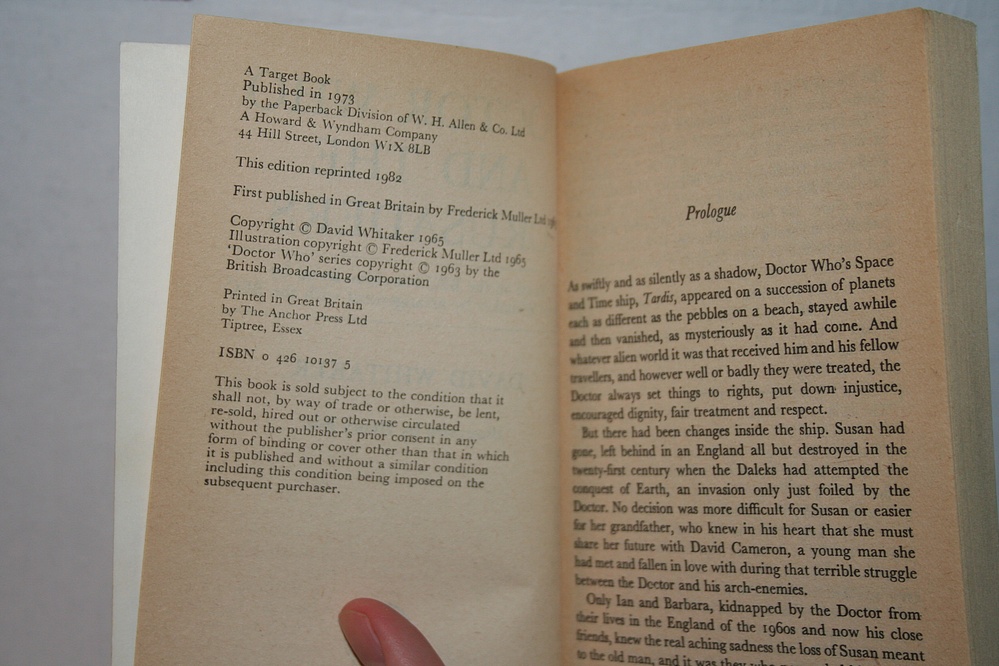 A Target Book
Published in 1973
by the Paperback Division of W. H. Allen & Co. Ltd
A Howard & Wyndham Company
44 Hill Street, London W1X 8LB
This edition reprinted 1982
First published in Great Britain by Frederick Muller Ltd
Copyright © David Whitaker 1965
Illustration copyright © Frederick Muller Ltd 1965
'Doctor Who' series copyright © 1963 by the
British Broadcasting Corporation
Printed in Great Britain
by The Anchor Press Ltd
Tiptree, Essex
ISBN 0 426 10137 5
This book is sold subject to the condition that it
shall not, by way of trade or otherwise, be lent,
re-sold, hired out or otherwise circulated
without the publisher's prior consent in any
form of binding or cover other than that in which
it is published and without a similar condition
including this condition being imposed on the
subsequent purchaser.
Prologue
As swiftly and as silently as a shadow, Doctor Who's Space
and Time ship, Tardis, appeared on a succession of planets
each as different as the pebbles on a beach, stayed awhile
and then vanished, as mysteriously as it had come. And
whatever alien world it was that received him and his fellow
travellers, and however well or badly they were treated, the
Doctor always set things to rights, put down injustice,
encouraged dignity, fair treatment and respect.
But there had been changes inside the ship. Susan had
gone, left behind in an England all but destroyed in the
twenty-first century when the Daleks had attempted the
conquest of Earth, an invasion only just foiled by the
Doctor. No decision was more difficult for Susan or easier
for her grandfather, who knew in his heart that she must
share her future with David Cameron, a young man she
had met and fallen in love with during that terrible struggle
between the Doctor and his arch-enemies.
Only Ian and Barbara, kidnapped by the Doctor from
their lives in the England of the 1960s and now his close
friends, knew the real aching sadness the loss of Susan meant
to the old man, and it was they who